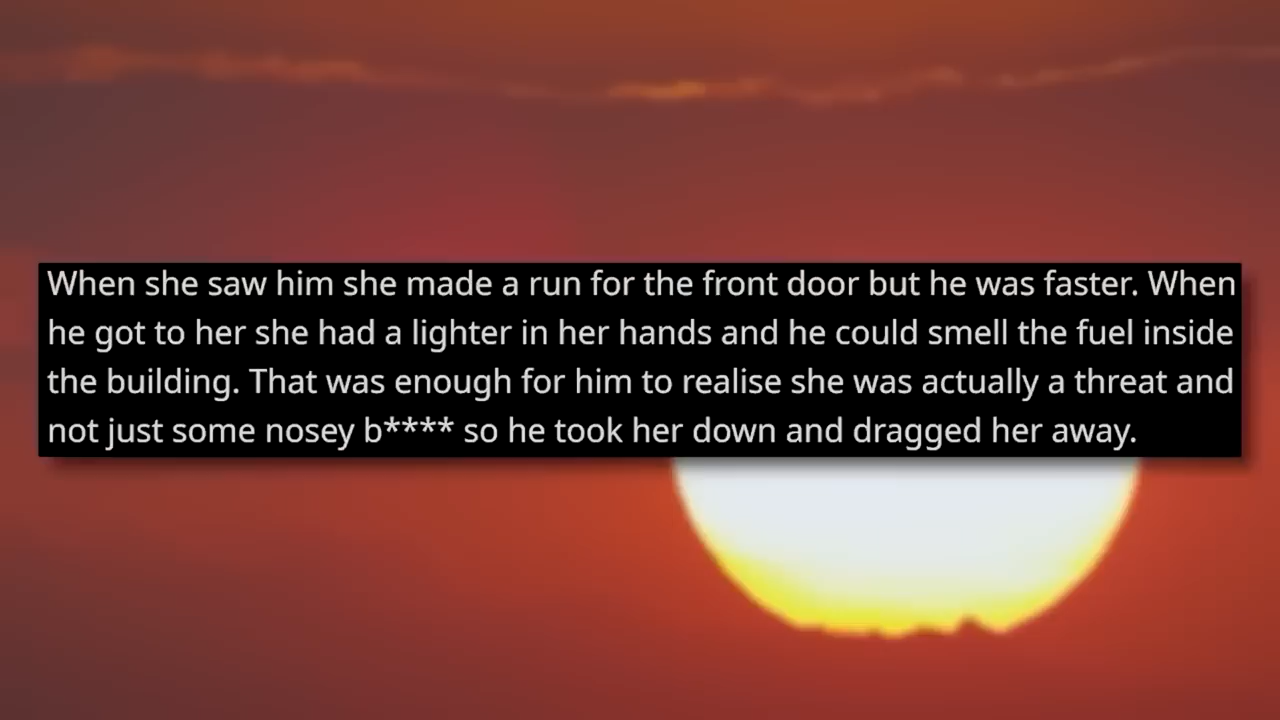 When she saw him she made a run for the front door but he was faster. When
he got to her she had a lighter in her hands and he could smell the fuel inside
the building. That was enough for him to realise she was actually a threat and
not just some nosey b**** so he took her down and dragged her away.